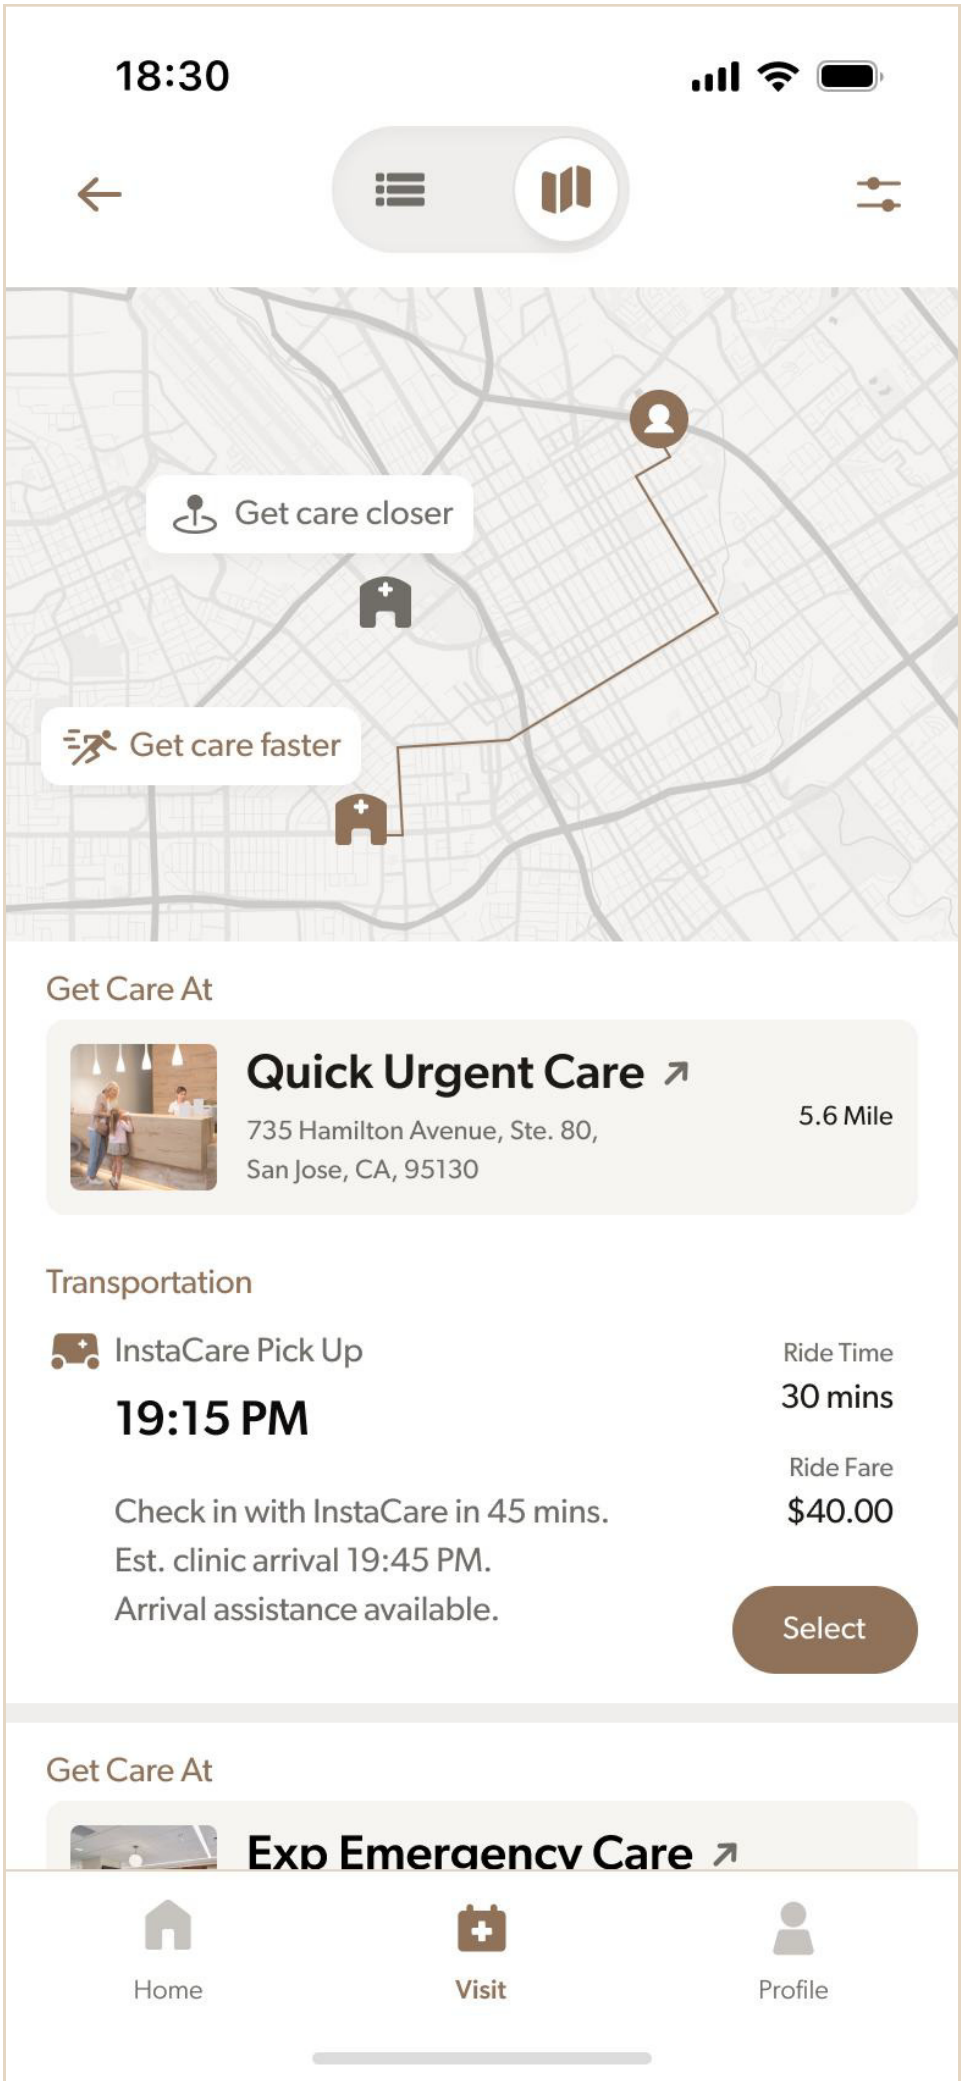 18:30
Get care closer
Get care faster
Get Care At
Quick Urgent Care
735 Hamilton Avenue, Ste. 80,
San Jose, CA, 95130
5.6 Mile
Transportation
InstaCare Pick Up
19:15 PM
Ride Time
30 mins
Ride Fare
$40.00
Check in with InstaCare in 45 mins.
Est. clinic arrival 19:45 PM.
Arrival assistance available.
Select
Get Care At
Exp Emergency Care
Home
Visit
Profile